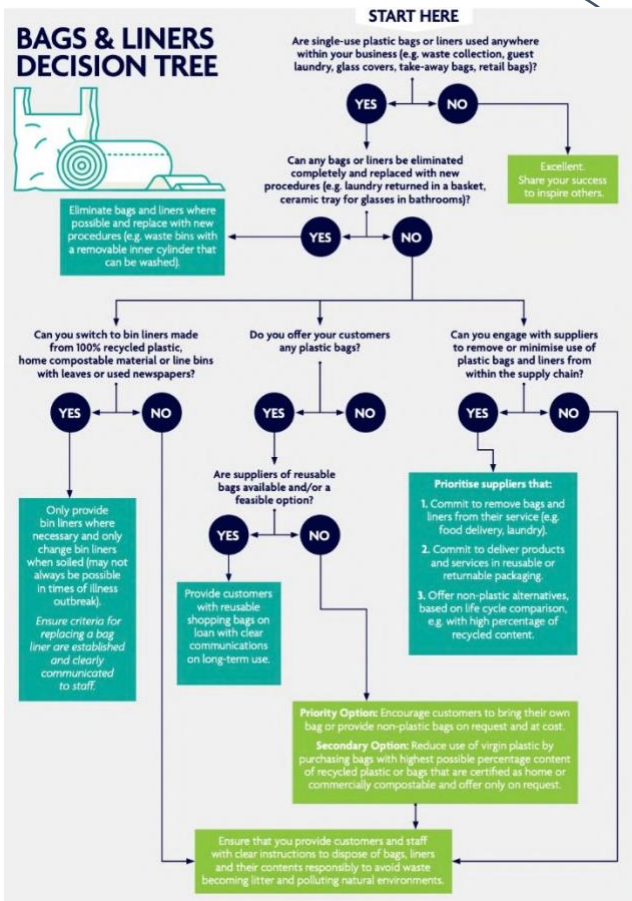 START HERE
BAGS & LINERS
DECISION TREE
Are single-use plastic bags or liners used anywhere
within your business (e.g. waste collection, guest
laundry, glass covers, take-away bags, retail bags)?
YES
NO
Can any bags or liners be eliminated
completely and replaced with new
procedures (e.g. laundry returned in a basket,
ceramic tray for glasses in bathrooms)?
Excellent.
Share your success
to inspire others.
YES
NO
Eliminate bags and liners where
possible and replace with new
procedures (e.g. waste bins with
a removable inner cylinder that
can be washed).
Can you switch to bin liners made
from 100% recycled plastic,
home compostable material or line bins
with leaves or used newspapers?
YES
NO
Only provide
bin liners where
necessary and only
change bin liners
when soiled (may not
always be possible
in times of illness
outbreak).
Ensure criteria for
replacing a bag
liner are established
and clearly
communicated
to staff.
Do you offer your customers
any plastic bags?
YES
NO
Are suppliers of reusable
bags available and/or a
feasible option?
YES
NO
Provide customers
with reusable
shopping bags on
loan with clear
communications
on long-term use.
Can you engage with suppliers
to remove or minimise use of
plastic bags and liners from
within the supply chain?
YES
NO
Prioritise suppliers that:
1. Commit to remove bags and
liners from their service (e.g.
food delivery, laundry).
2. Commit to deliver products
and services in reusable or
returnable packaging.
3. Offer non-plastic alternatives,
based on life cycle comparison,
e.g. with high percentage of
recycled content.
Priority Option: Encourage customers to bring their own
bag or provide non-plastic bags on request and at cost.
Secondary Option: Reduce use of virgin plastic by
purchasing bags with highest possible percentage content
of recycled plastic or bags that are certified as home or
commercially compostable and offer only on request.
Ensure that you provide customers and staff
with clear instructions to dispose of bags, liners
and their contents responsibly to avoid waste
becoming litter and polluting natural environments.